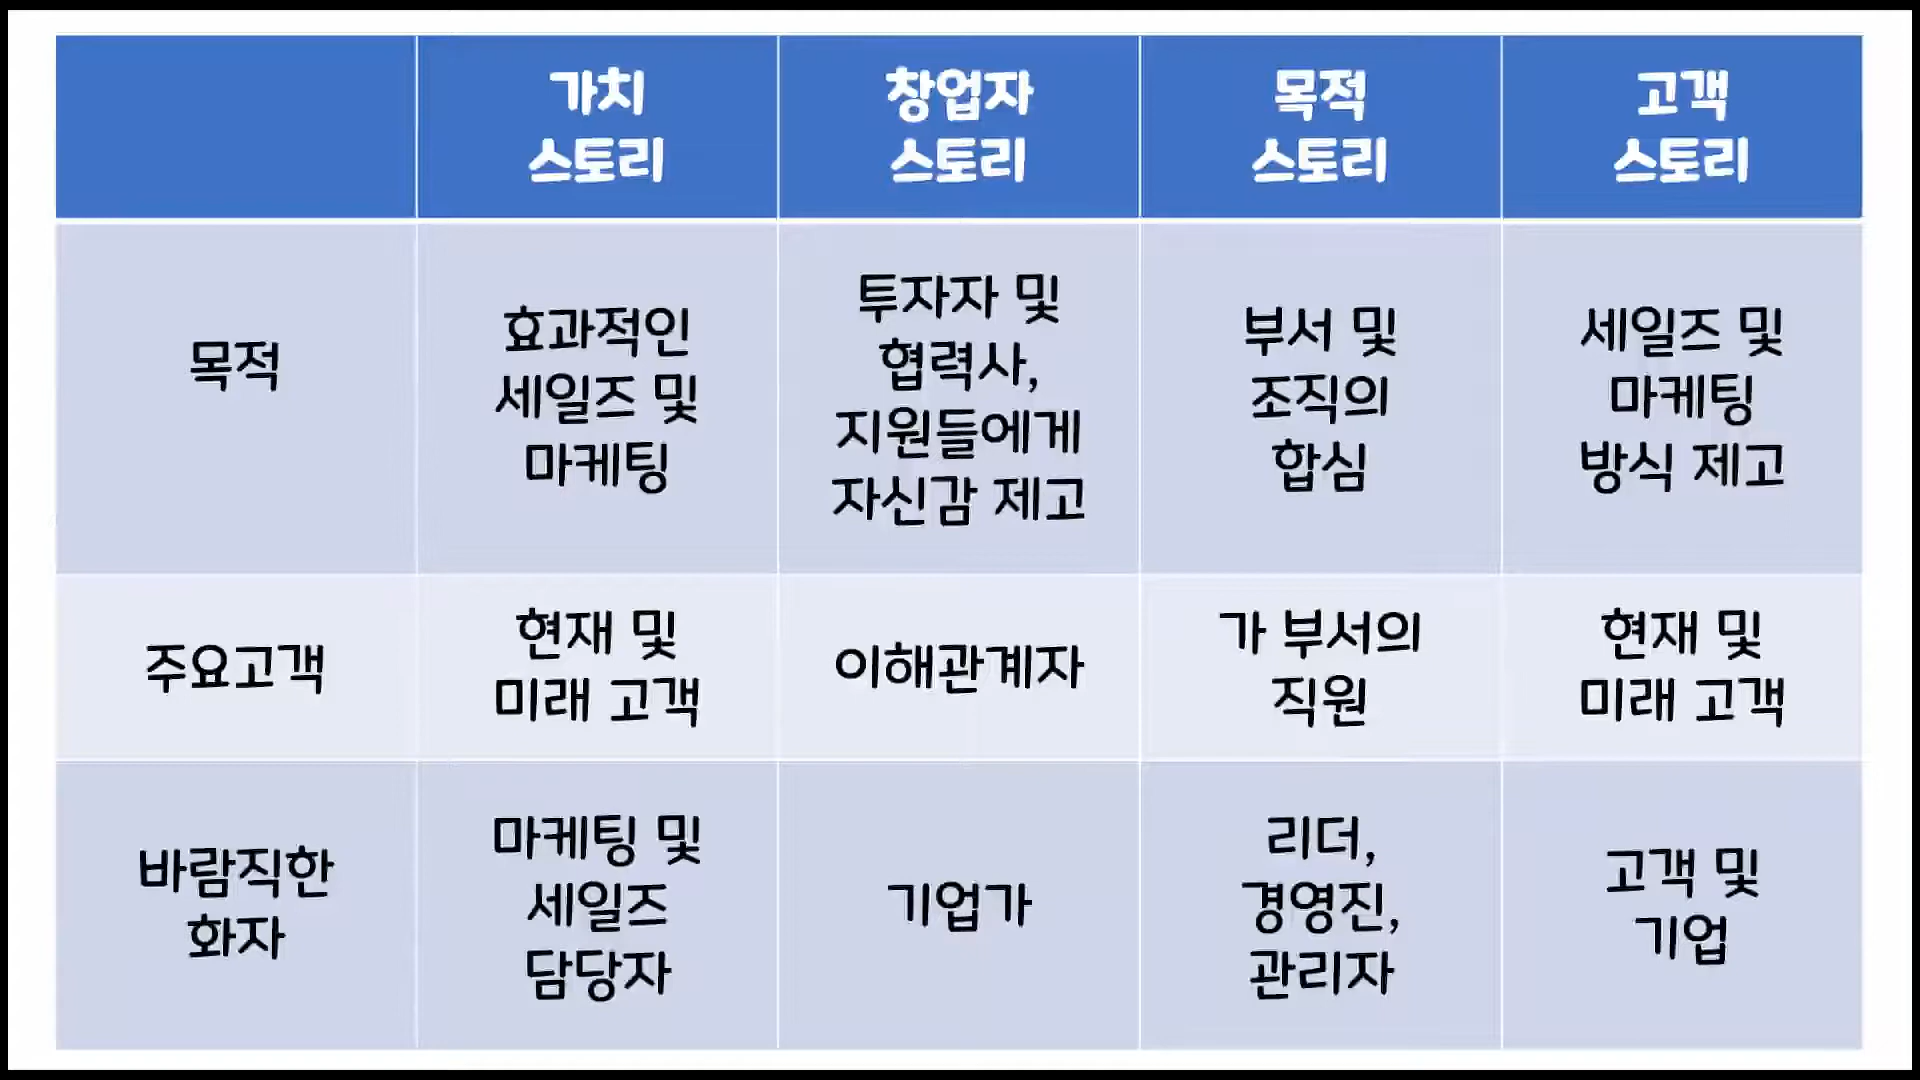 가치
스토리
창업자
스토리
목적
스토리
고객
스토리
목적
효과적인
세일즈 및
마케팅
투자자 및
협력사,
지원들에게
자신감 제고
부서 및
조직의
합심
세일즈 및
마케팅
방식 제고
주요고객
현재 및
미래 고객
이해관계자
가 부서의
직원
현재 및
미래 고객
바람직한
화자
마케팅 및
세일즈
담당자
기업가
리더,
경영진,
관리자
고객 및
기업